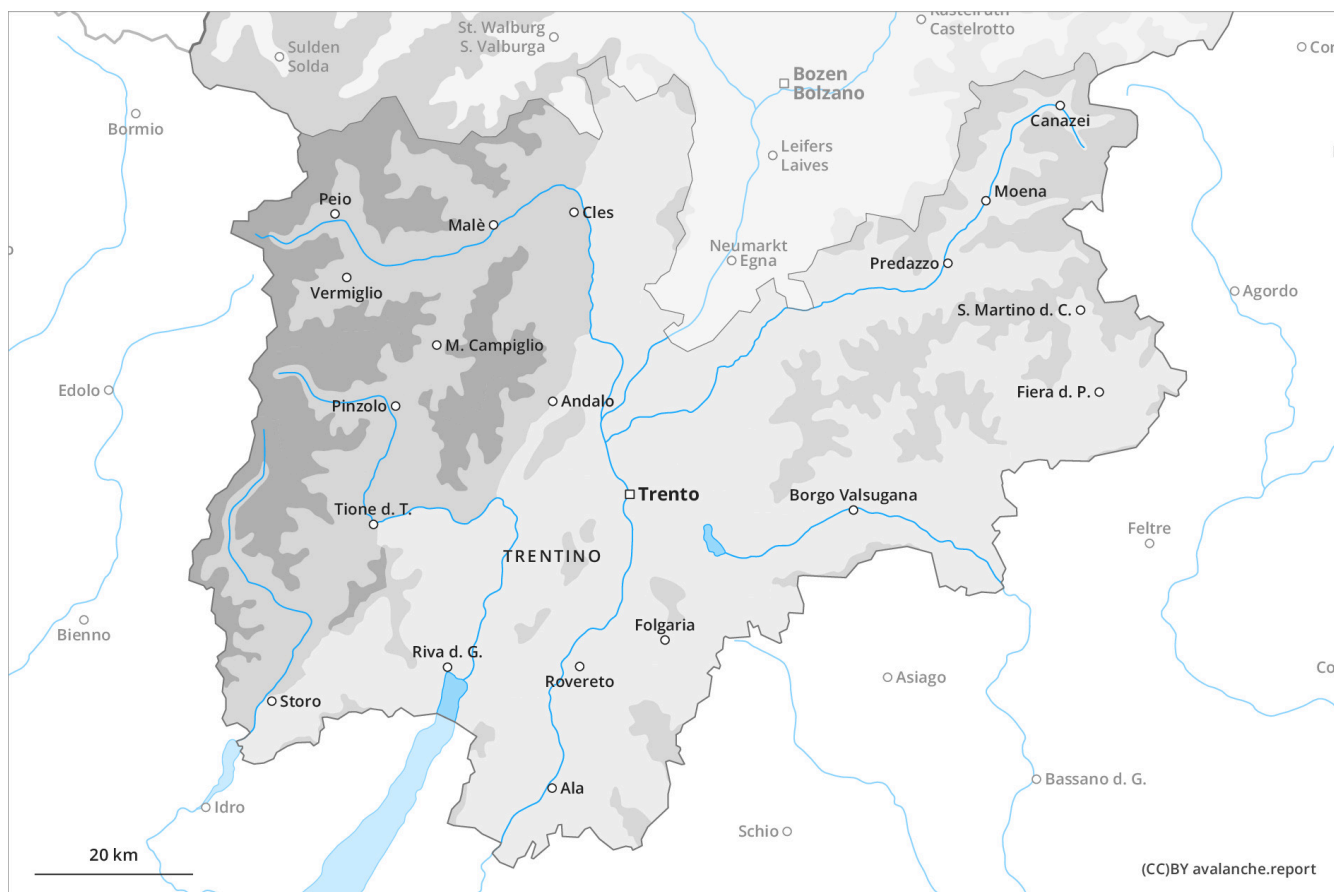 Kastelruth
Castelrotto
St. Walburg
S. Valburga
Sulden
Solda
Bozen
Bolzano
Bormio
Canazei
Leifers
Laives
Peio
Malè
Cles
Moena
Neumarkt
Egna
Predazzo
Vermiglio
Agordo
S. Martino d. C.
M. Campiglio
Edolo
Pinzolo
Andalo
Fiera d. P.
Trento
Borgo Valsugana
Tione d. T.
Feltre
TRENTINO
Bienno
Folgaria
Riva d. G.
Rovereto
Asiago
Storo
Bassano d. G.
Ala
Idro
Schio
20 km
(CC)BY avalanche.report